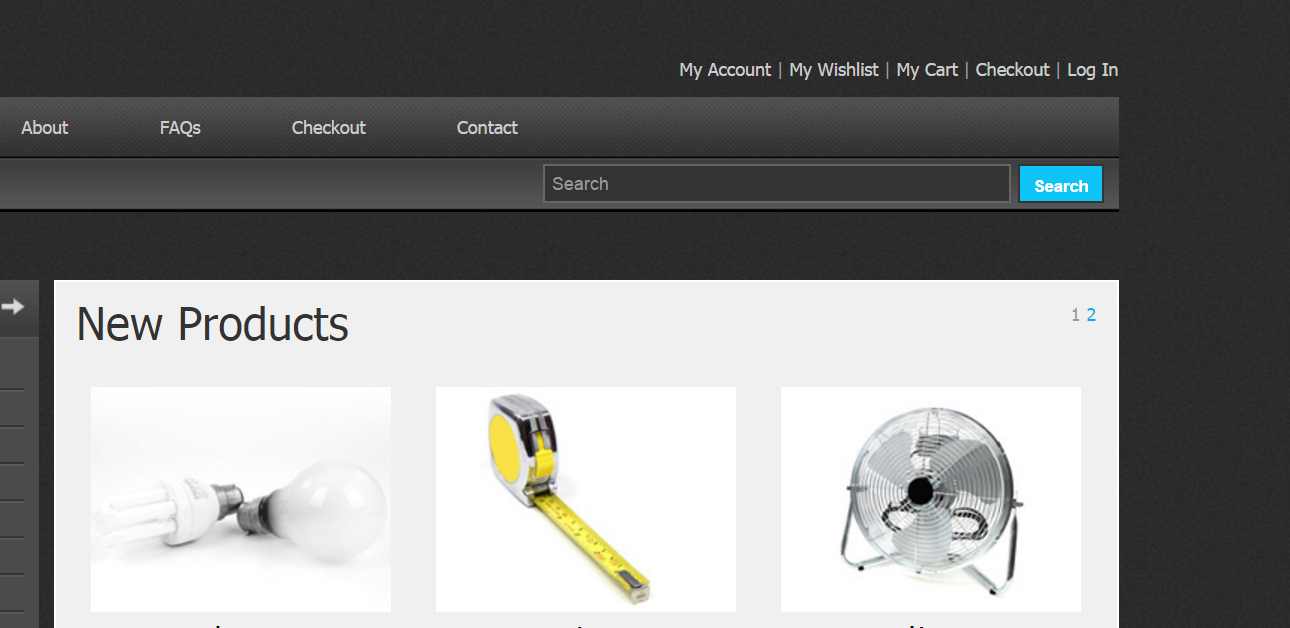 My Account | My Wishlist | My Cart | Checkout | Log In
About FAQs Checkout Contact
Search Search
New Products 1 2